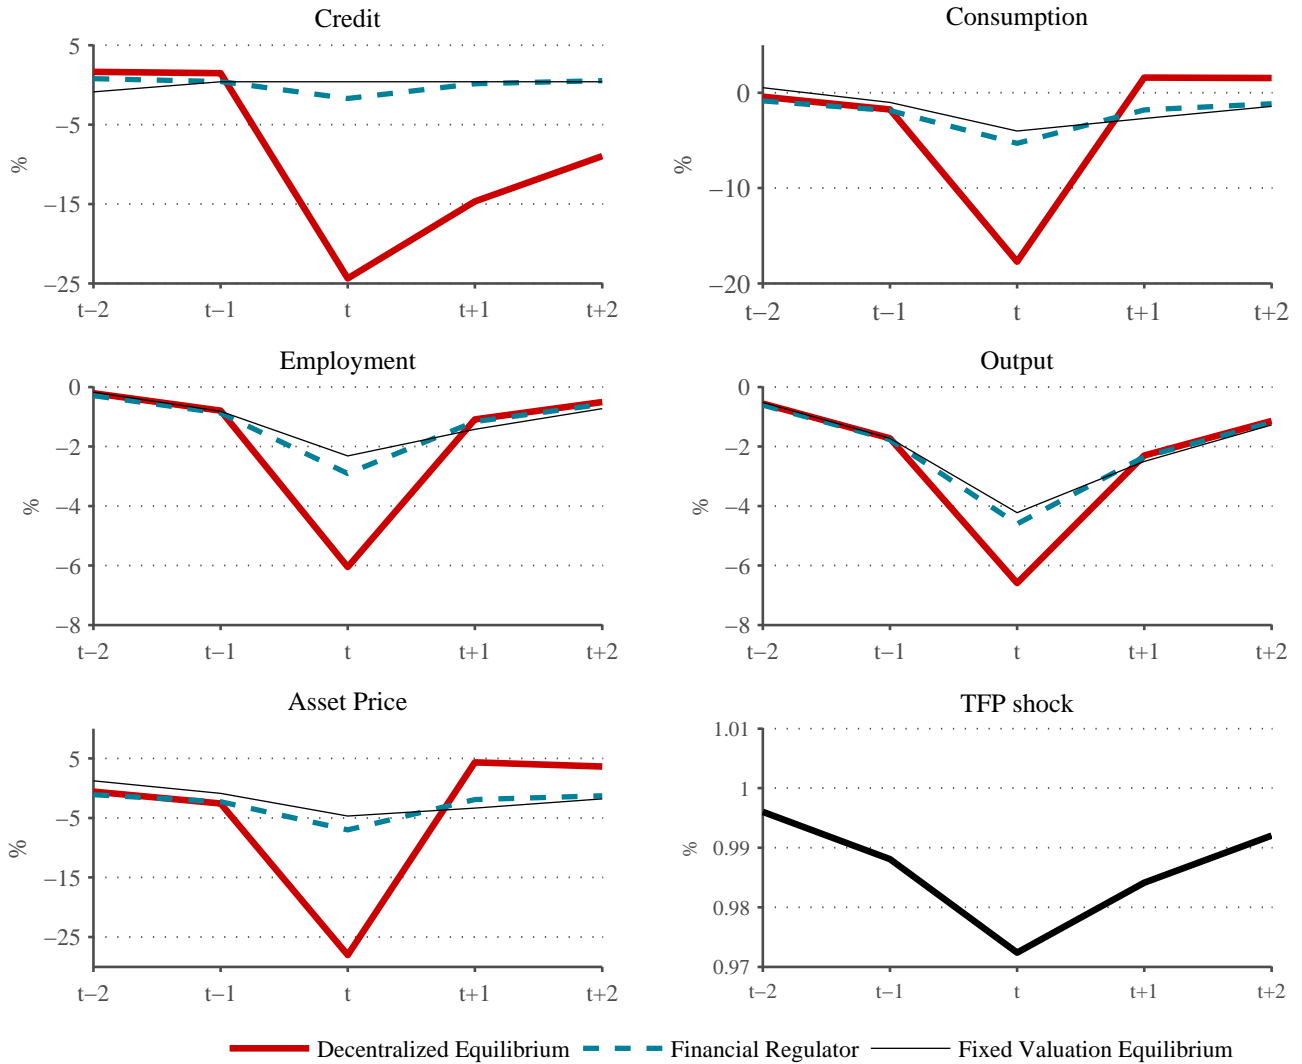 Credit
5
−5
−15
−25
%
t−2 t−1 t t+1 t+2
Consumption
0
−10
−20
%
t−2 t−1 t t+1 t+2
Employment
0
−2
−4
−6
−8
%
t−2 t−1 t t+1 t+2
Output
0
−2
−4
−6
−8
%
t−2 t−1 t t+1 t+2
Asset Price
5
−5
−15
−25
%
t−2 t−1 t t+1 t+2
TFP shock
1.01
1
0.99
0.98
0.97
%
t−2 t−1 t t+1 t+2
Decentralized Equilibrium Financial Regulator Fixed Valuation Equilibrium